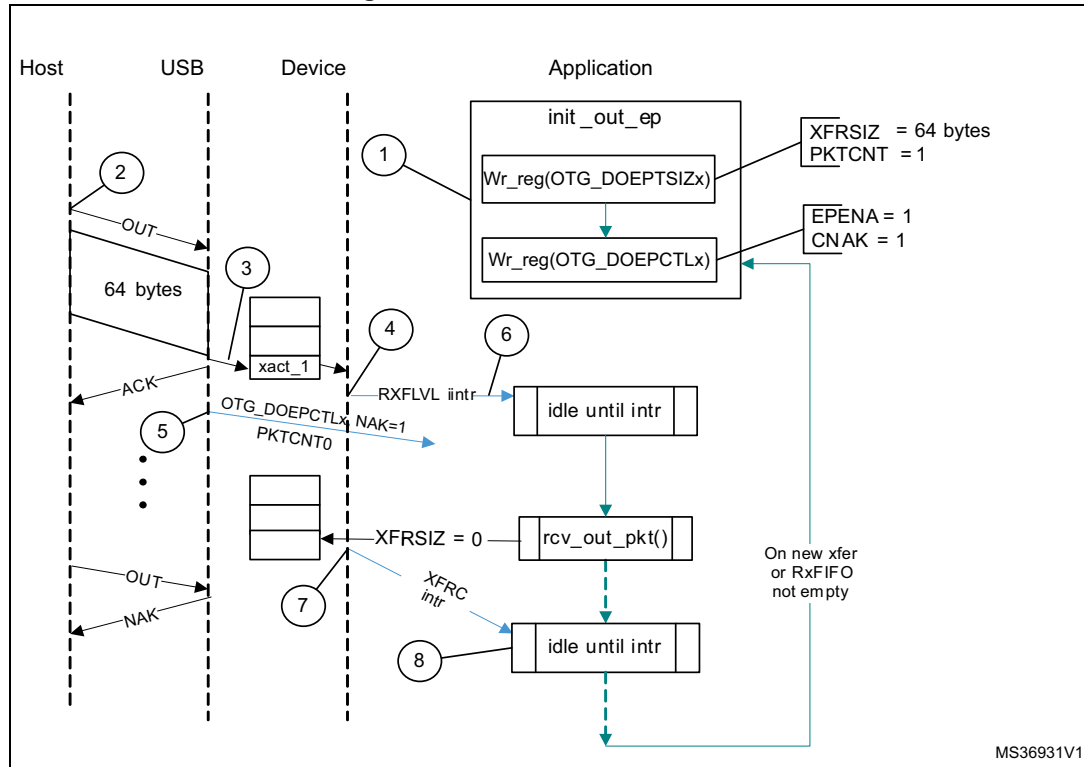 Host
USB
Device
Application
init _out_ep
1
Wr_reg(OTG_DOEPTSIZx)
XFRSIZ = 64 bytes
PKTCNT = 1
Wr_reg(OTG_DOEPCTLx)
EPENA = 1
CNAK = 1
2
OUT
64 bytes
3
xact_1
ACK
4
RXFLVL iintr
6
idle until intr
5
OTG_DOEPCTLx, NAK=1
PKTCNT0
XFRSIZ = 0
rcv_out_pkt()
On new xfer
or RxFIFO
not empty
OUT
NAK
7
XFRC
intr
8
idle until intr
MS36931V1